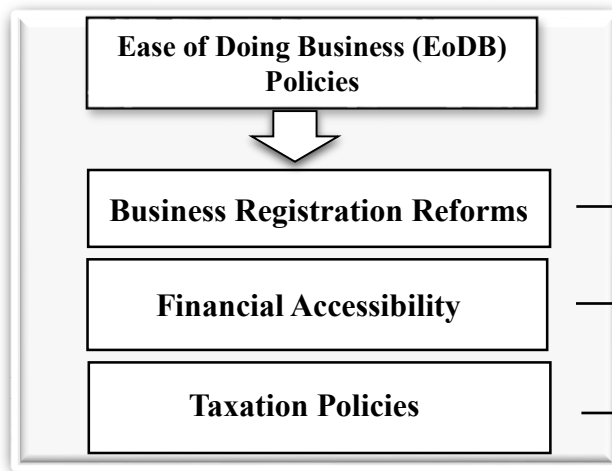 Ease of Doing Business (EoDB)
Policies
Business Registration Reforms
Financial Accessibility
Taxation Policies